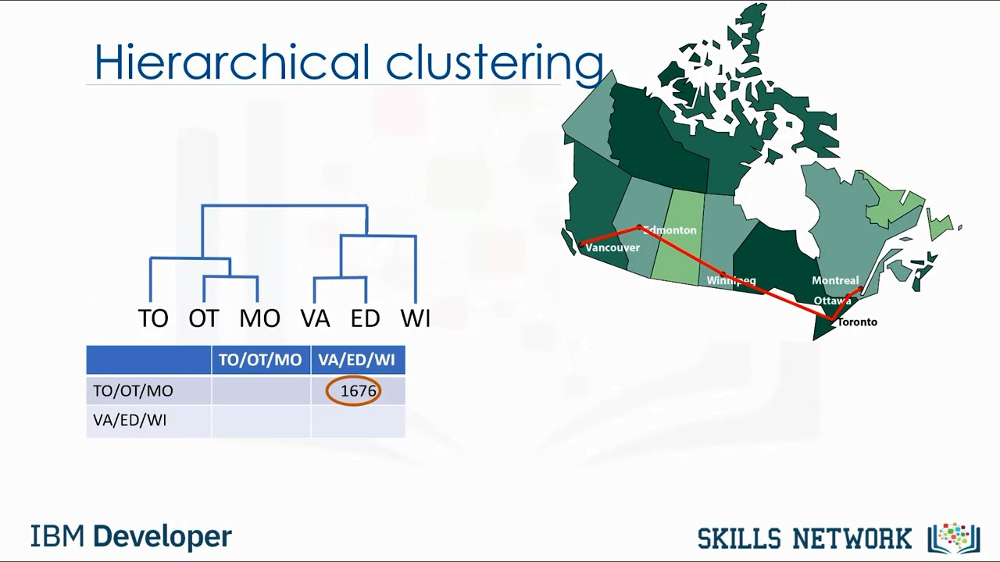 Hierarchical clustering
Edmonton
Vancouver
Winnipeg
Montreal
Ottawa
Toronto
TO OT MO VA ED WI
TO/OT/MO VA/ED/WI
TO/OT/MO 1676
VA/ED/WI
IBM Developer
SKILLS NETWORK